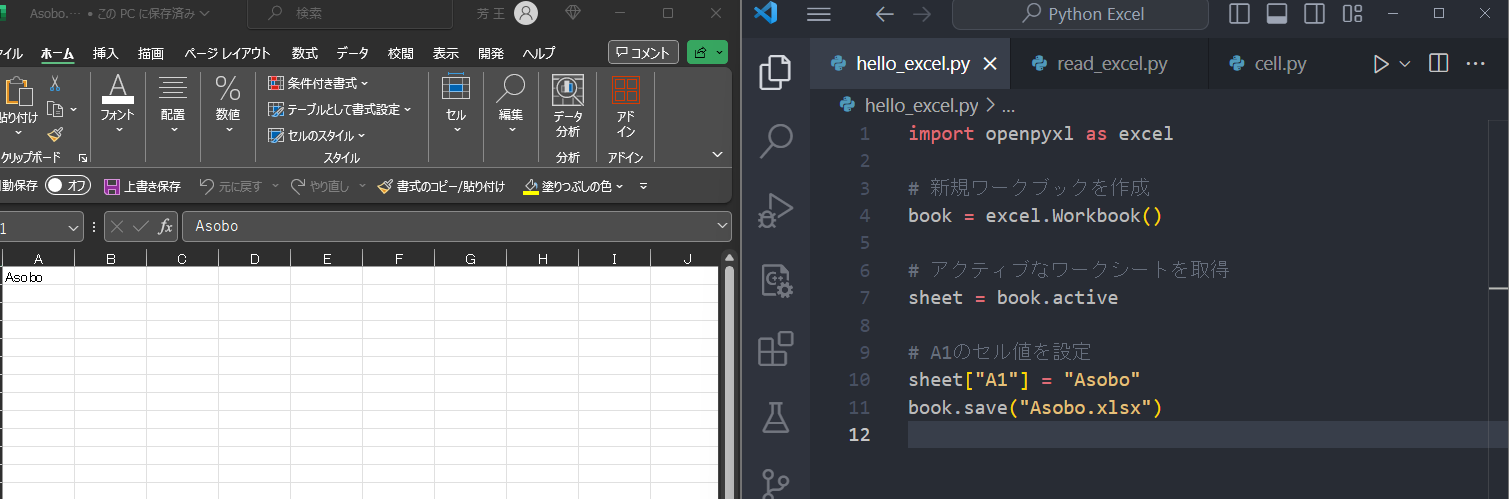 Asobo.… • この PC に保存済み
検索
芳 王
イル ホーム 挿入 描画 ページ レイアウト 数式 データ 校閲 表示 開発 ヘルプ
コメント
貼り付け
クリップボード
フォント
配置
数値
条件付き書式
テーブルとして書式設定
セルのスタイル
スタイル
セル
編集
データ
分析
分析
アド
イン
アドイン
動保存 オフ 上書き保存 元に戻す やり直し 書式のコピー/貼り付け 塗りつぶしの色
1 fx Asobo
A B C D E F G H I J
Asobo
Python Excel
hello_excel.py read_excel.py cell.py
hello_excel.py > ...
1 import openpyxl as excel
2
3 # 新規ワークブックを作成
4 book = excel.Workbook()
5
6 # アクティブなワークシートを取得
7 sheet = book.active
8
9 # A1のセル値を設定
10 sheet["A1"] = "Asobo"
11 book.save("Asobo.xlsx")
12